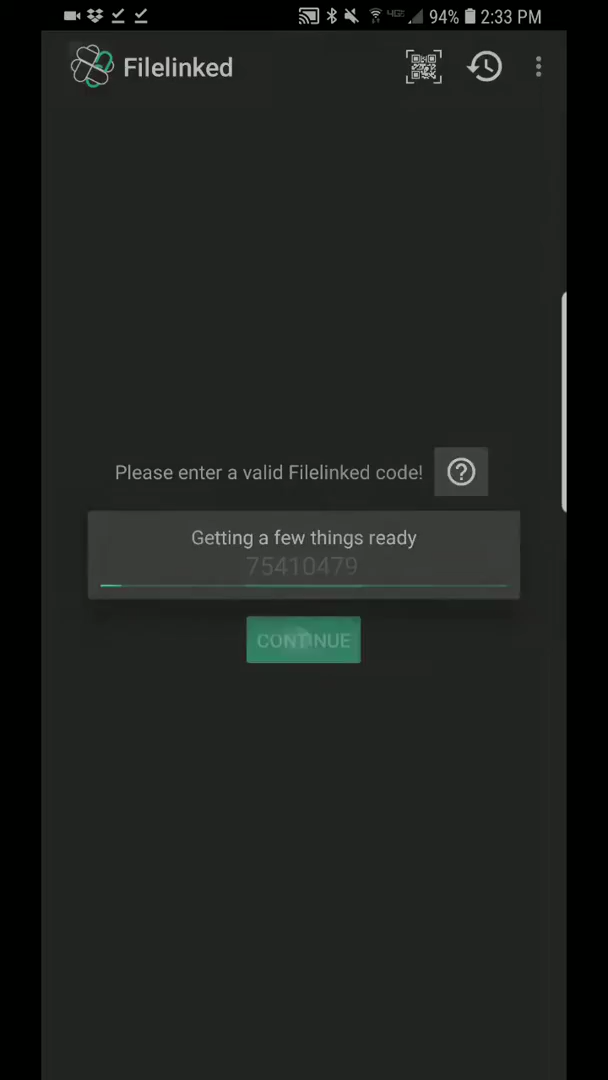 94% 2:33 PM
Filelinked
Please enter a valid Filelinked code!
Getting a few things ready
75410479
CONTINUE